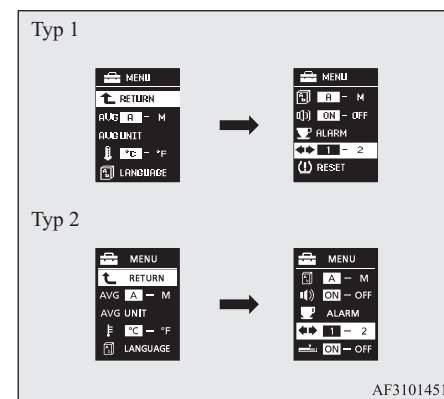 Typ 1
MENU
RETURN
AVG A - M
AVG UNIT
°C - °F
LANGUAGE
MENU
A - M
ON - OFF
ALARM
1 - 2
RESET
Typ 2
MENU
RETURN
AVG A - M
AVG UNIT
°C - °F
LANGUAGE
MENU
A - M
ON - OFF
ALARM
1 - 2
ON - OFF
AF3101451